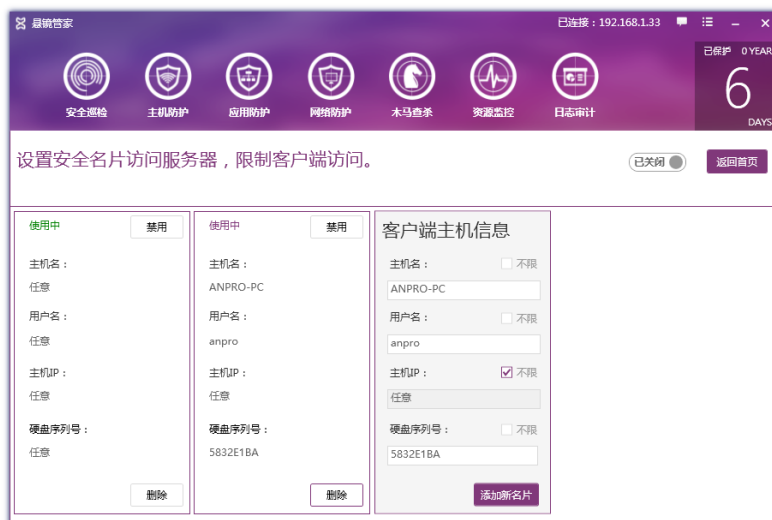 悬镜管家
已连接：192.168.1.33
安全巡检
主机防护
应用防护
网络防护
木马查杀
资源监控
日志审计
已保护 0 YEAR
6
DAYS
设置安全名片访问服务器，限制客户端访问。
已关闭
返回首页
使用中
禁用
主机名：
任意
用户名：
任意
主机IP：
任意
硬盘序列号：
任意
删除
使用中
禁用
主机名：
ANPRO-PC
用户名：
anpro
主机IP：
任意
硬盘序列号：
5832E1BA
删除
客户端主机信息
主机名：
不限
ANPRO-PC
用户名：
不限
anpro
主机IP：
不限
任意
硬盘序列号：
不限
5832E1BA
添加新名片